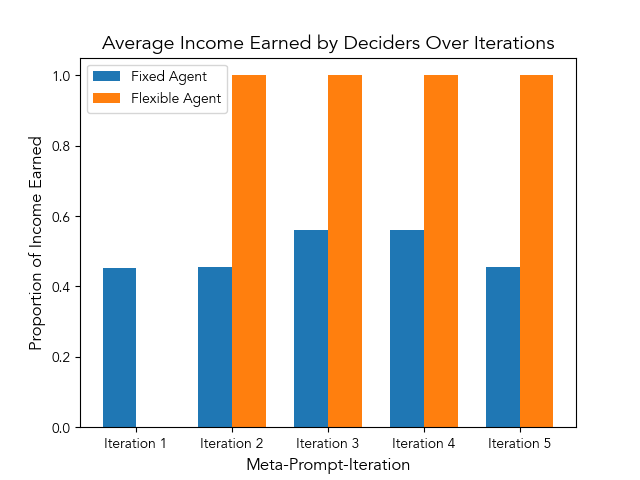 Average Income Earned by Deciders Over Iterations
Fixed Agent
Flexible Agent
Proportion of Income Earned
1.0
0.8
0.6
0.4
0.2
0.0
Iteration 1 Iteration 2 Iteration 3 Iteration 4 Iteration 5
Meta-Prompt-Iteration